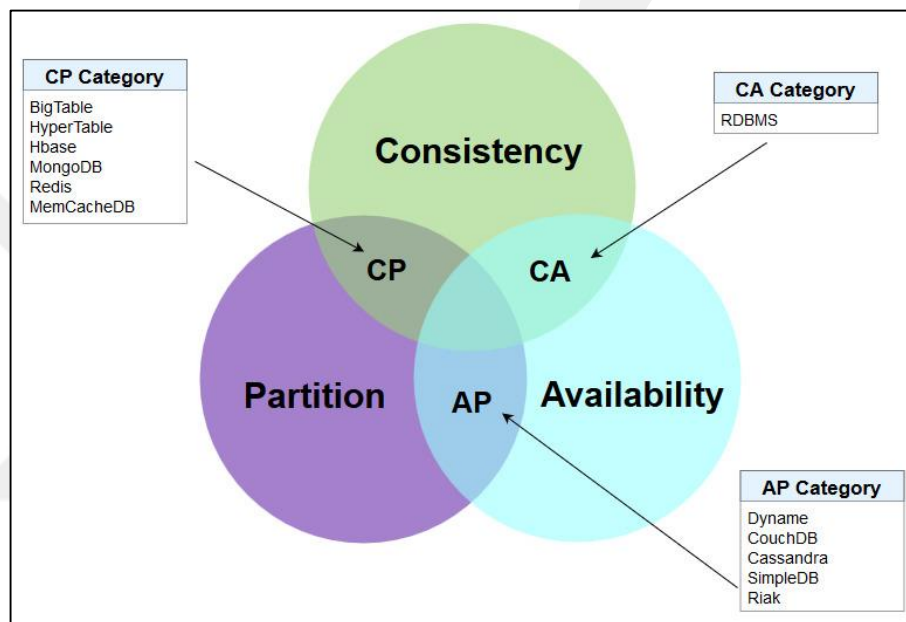 CP Category
BigTable
HyperTable
Hbase
MongoDB
Redis
MemCacheDB
CA Category
RDBMS
Consistency
CP
CA
Partition
AP
Availability
AP Category
Dyname
CouchDB
Cassandra
SimpleDB
Riak